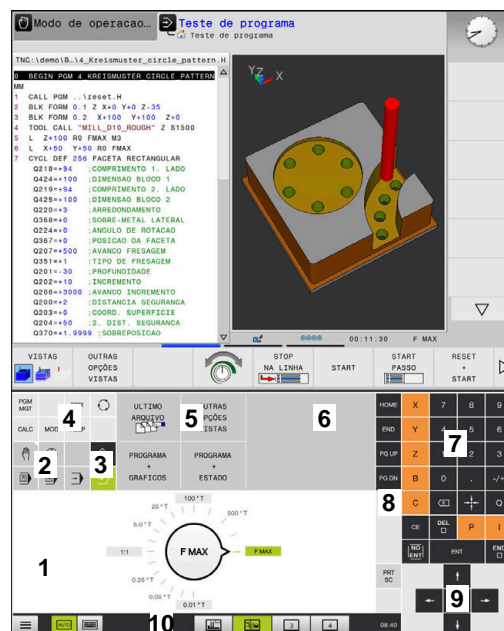 Modo de operacao...
Teste de programa
Teste de programa
TNC:\demo\B...\4_Kreismuster_circle_pattern.H
0 BEGIN PGM 4_KREISMUSTER_CIRCLE_PATTERN
MM
1 CALL PGM ..\reset.H
2 BLK FORM 0.1 Z X+0 Y+0 Z-35
3 BLK FORM 0.2 X+100 Y+100 Z+0
4 TOOL CALL "MILL_D10_ROUGH" Z S1500
5 L Z+100 R0 FMAX M3
6 L X+50 Y+50 R0 FMAX
7 CYCL DEF 256 FACETA RECTANGULAR
Q218=+94 ;COMPRIMENTO 1. LADO
Q424=+100 ;DIMENSAO BLOCO 1
Q219=+94 ;COMPRIMENTO 2. LADO
Q425=+100 ;DIMENSAO BLOCO 2
Q220=+3 ;ARREDONDAMENTO
Q368=+0 ;SOBRE-METAL LATERAL
Q224=+0 ;ANGULO DE ROTACAO
Q367=+0 ;POSICAO DA FACETA
Q207=+500 ;AVANCO FRESAGEM
Q351=+1 ;TIPO DE FRESAGEM
Q201=-30 ;PROFUNDIDADE
Q202=+10 ;INCREMENTO
Q206=+3000 ;AVANCO INCREMENTO
Q200=+2 ;DISTANCIA SEGURANCA
Q203=+0 ;COORD. SUPERFICIE
Q204=+50 ;2. DIST. SEGURANCA
Q370=+1.9999 ;SOBREPOSICAO
Y Z X
00:11:30 F MAX
VISTAS
OUTRAS
OPÇÕES
VISTAS
STOP
NA LINHA
START
START
PASSO
RESET
+
START
PGM
MGT
4
CALC
MOD
2
3
ULTIMO
ARQUIVO
5
OPÇÕES
VISTAS
PROGRAMA
+
GRAFICOS
PROGRAMA
+
ESTADO
6
HOME X 7 8 9
END Y 5 6
7
PG UP Z 3
PG DN B 0 . -/+
8
C Q
CE DEL P I
NO
ENT
ENT
END
PRT
SC
9
1
100°T
25°T
500°T
5.0°T
1:1
F MAX
F MAX
0.25°T
0.05°T
0.01°T
AUTO
10
3
4
08:40